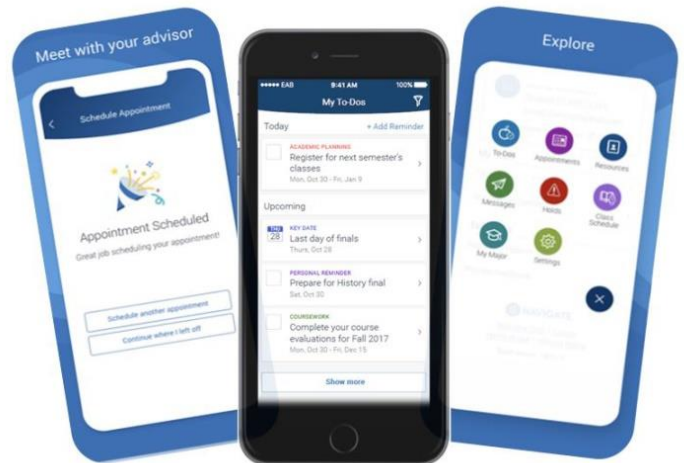 Meet with your advisor
Schedule Appointment
Appointment Scheduled
Great job scheduling your appointment!
Schedule another appointment
Continue where I left off
EAB 9:41 AM 100%
My To-Dos
Today + Add Reminder
ACADEMIC PLANNING
Register for next semester's
classes
Mon, Oct 30 - Fri, Jan 9
Upcoming
THU
28
KEY DATE
Last day of finals
Thurs, Oct 28
PERSONAL REMINDER
Prepare for History final
Sat, Oct 30
COURSEWORK
Complete your course
evaluations for Fall 2017
Mon, Oct 30 - Fri, Dec 15
Show more
Explore
To-Dos Appointments Resources
Messages Holds Class
Schedule
My Major Settings
NAVIGATE